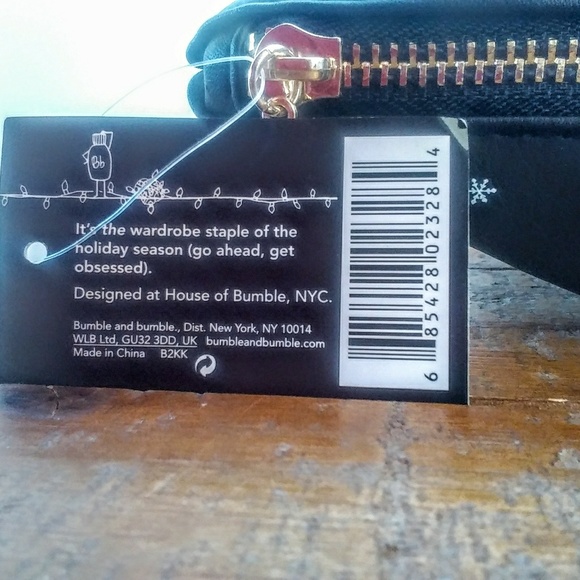 Bb
It's the wardrobe staple of the
holiday season (go ahead, get
obsessed).
Designed at House of Bumble, NYC.
Bumble and bumble., Dist. New York, NY 10014
WLB Ltd, GU32 3DD, UK bumbleandbumble.com
Made in China B2KK
6 85428 02328 4